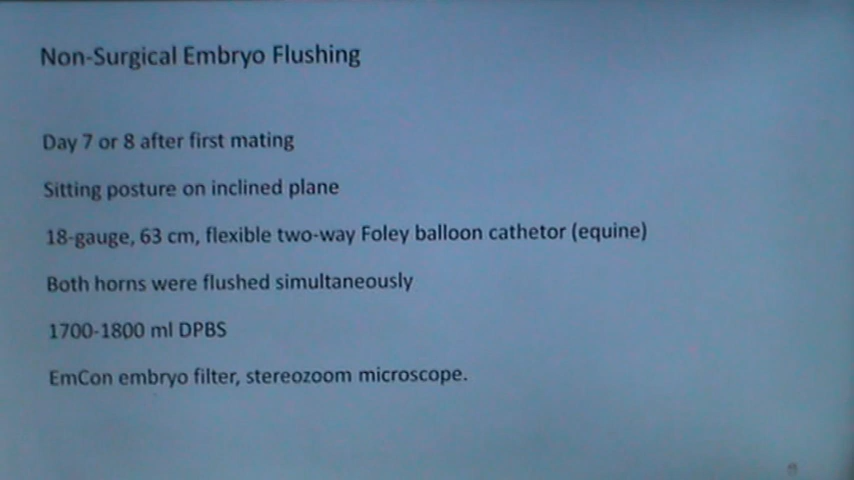 Non-Surgical Embryo Flushing
Day 7 or 8 after first mating
Sitting posture on inclined plane
18-gauge, 63 cm, flexible two-way Foley balloon cathetor (equine)
Both horns were flushed simultaneously
1700-1800 ml DPBS
EmCon embryo filter, stereozoom microscope.